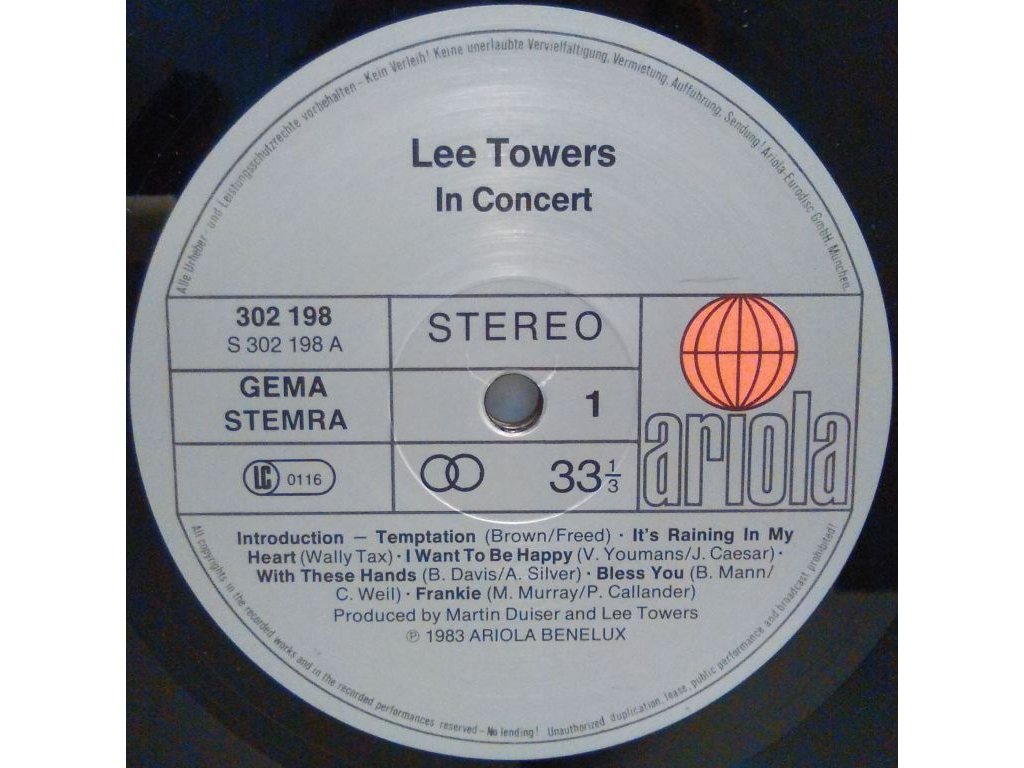 Alle Urheber- und Leistungsschutzrechte vorbehalten – Kein Verleih! Keine unerlaubte Vervielfältigung, Vermietung, Aufführung, Sendung! Ariola-Eurodisc GmbH, München.
Lee Towers
In Concert
302 198
S 302 198 A
STEREO
GEMA
STEMRA
1
LC 0116
33 1/3
ariola
Introduction – Temptation (Brown/Freed) · It's Raining In My
Heart (Wally Tax) · I Want To Be Happy (V. Youmans/J. Caesar) ·
With These Hands (B. Davis/A. Silver) · Bless You (B. Mann/
C. Weil) · Frankie (M. Murray/P. Callander)
Produced by Martin Duiser and Lee Towers
℗ 1983 ARIOLA BENELUX
All copyrights in the recorded works and in the recorded performances reserved – No lending! Unauthorized duplication, lease, public performance and broadcast prohibited!